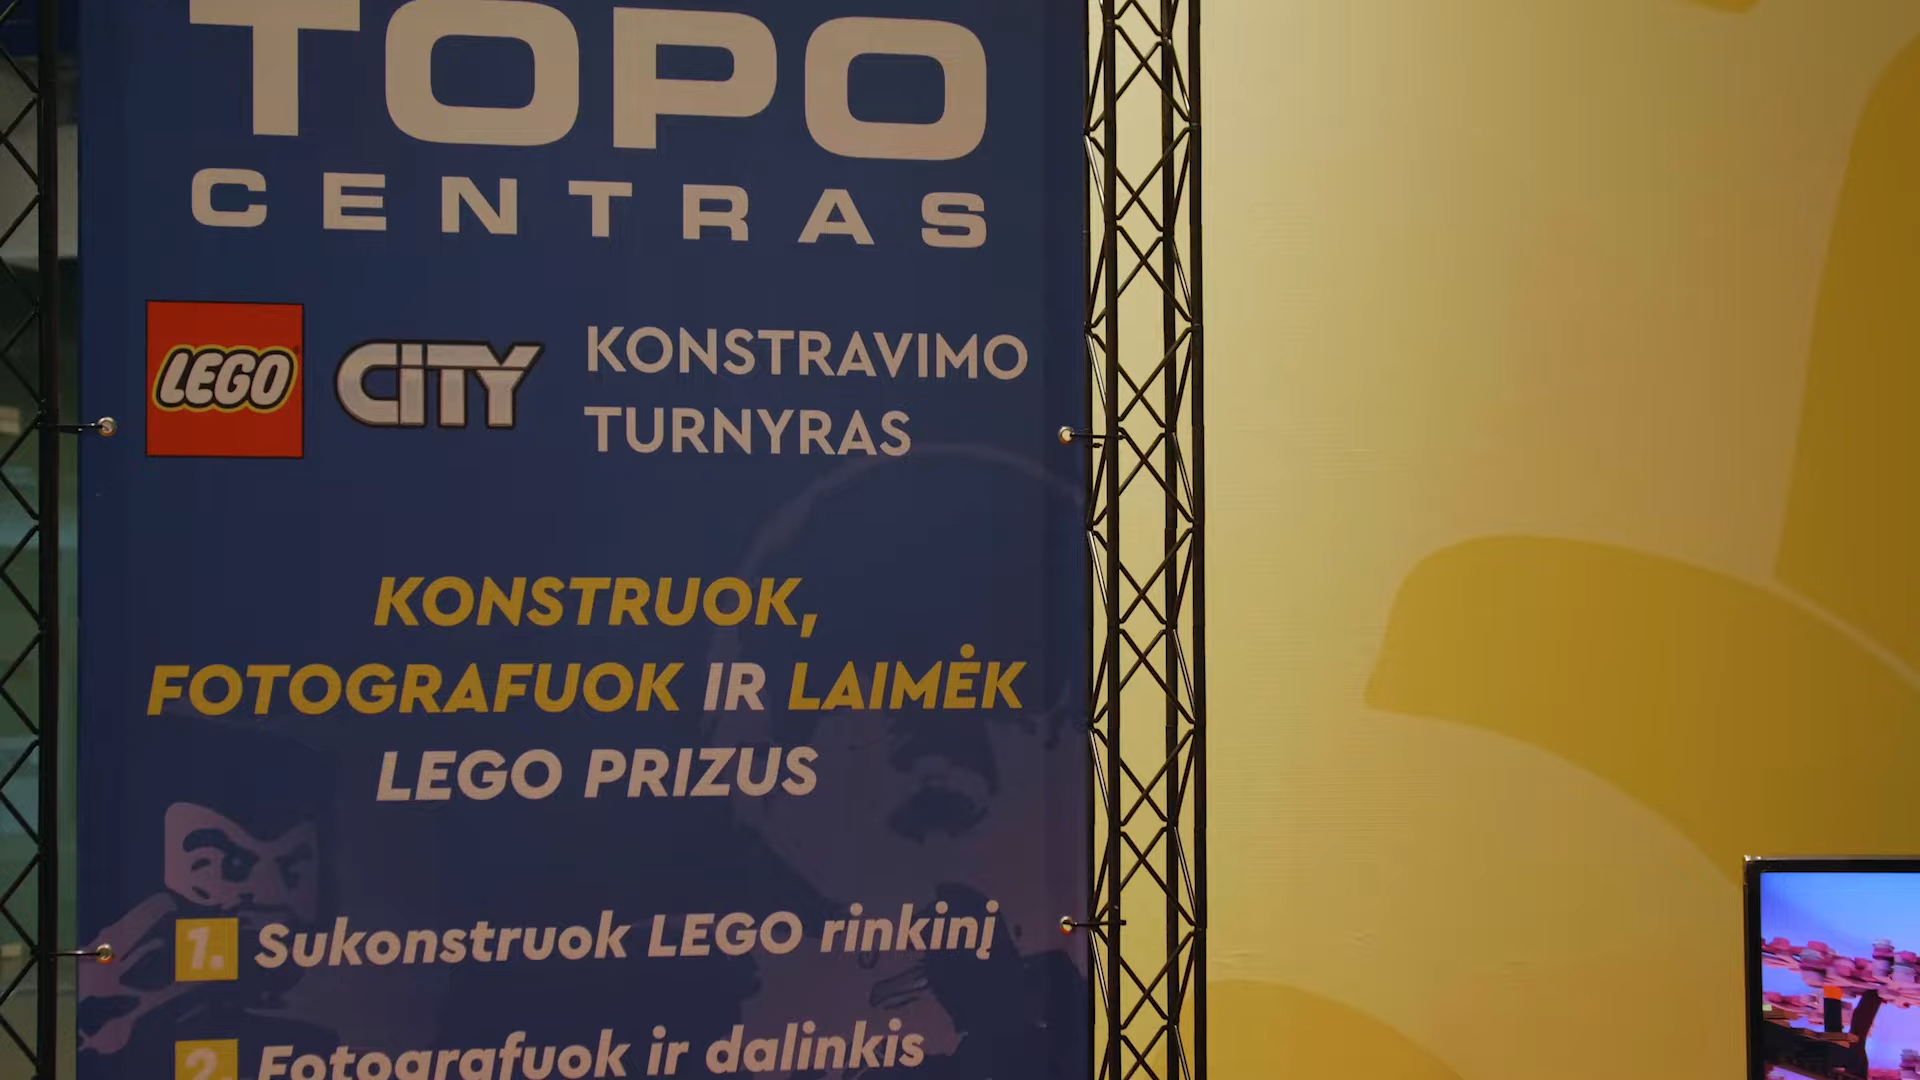 TOPO
CENTRAS
LEGO CITY KONSTRAVIMO
TURNYRAS
KONSTRUOK,
FOTOGRAFUOK IR LAIMĖK
LEGO PRIZUS
1. Sukonstruok LEGO rinkinį
2. Fotografuok ir dalinkis